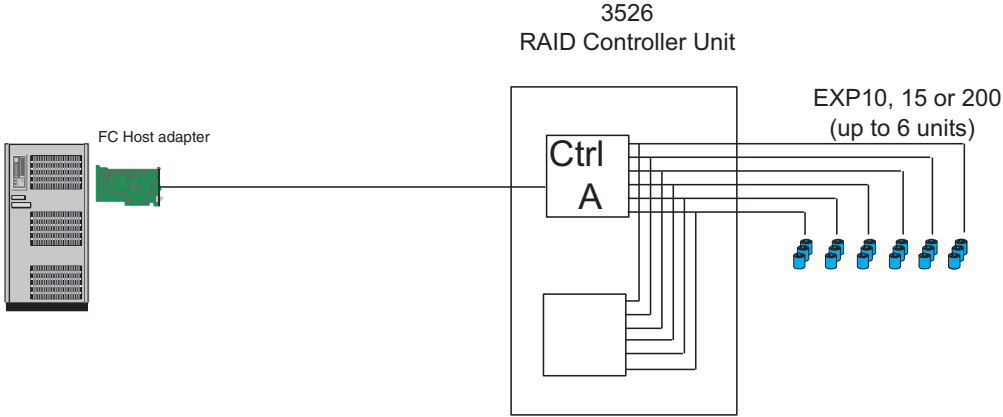 3526
RAID Controller Unit
EXP10, 15 or 200
(up to 6 units)
FC Host adapter
Ctrl
A